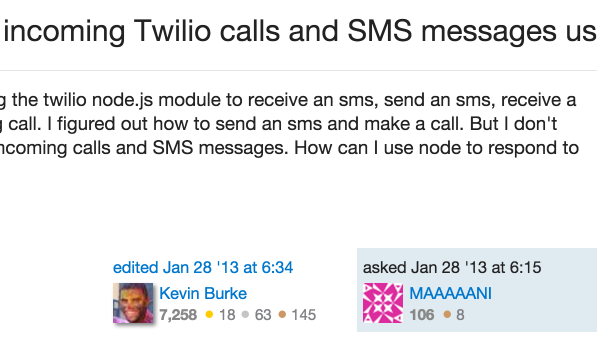 incoming Twilio calls and SMS messages us
g the twilio node.js module to receive an sms, send an sms, receive a
g call. I figured out how to send an sms and make a call. But I don't
ncoming calls and SMS messages. How can I use node to respond to
edited Jan 28 '13 at 6:34
Kevin Burke
7,258 18 63 145
asked Jan 28 '13 at 6:15
MAAAAANI
106 8